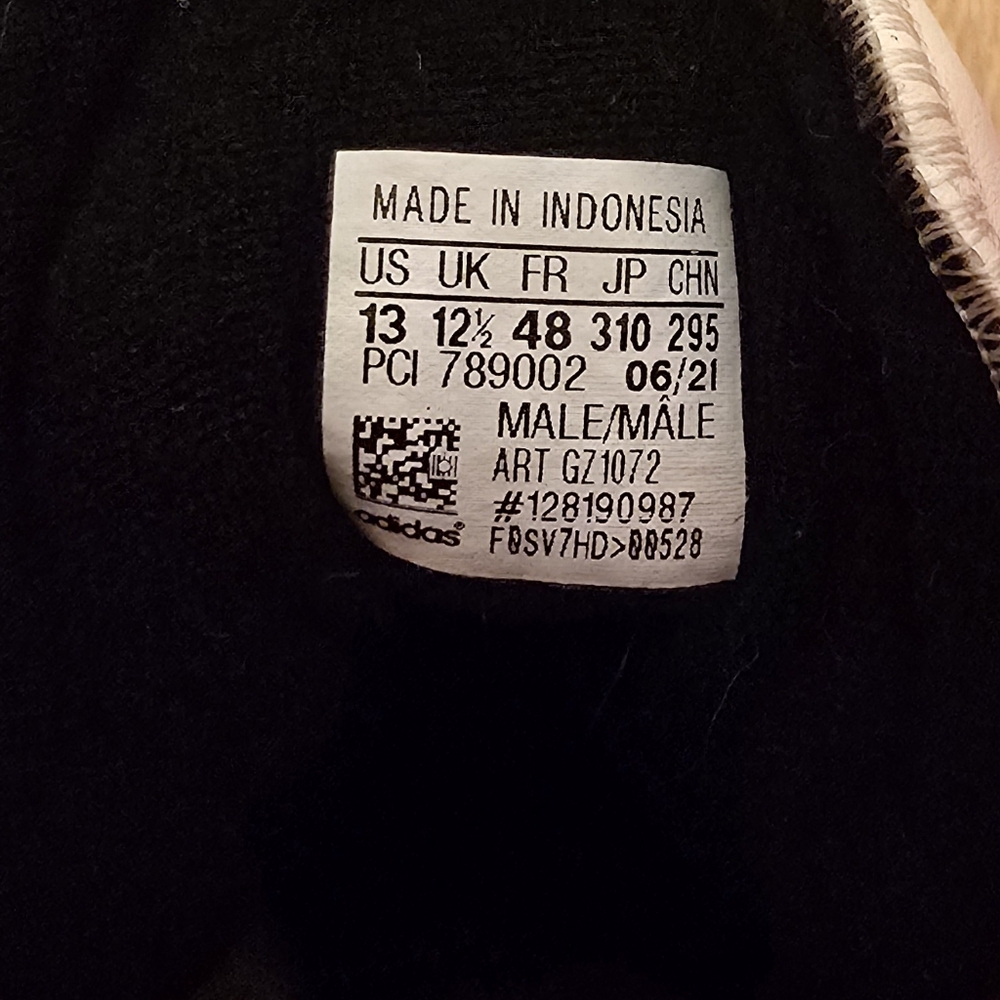 MADE IN INDONESIA
US UK FR JP CHN
13 12½ 48 310 295
PCI 789002 06/21
MALE/MÂLE
ART GZ1072
#128190987
adidas®
F0SV7HD>00528